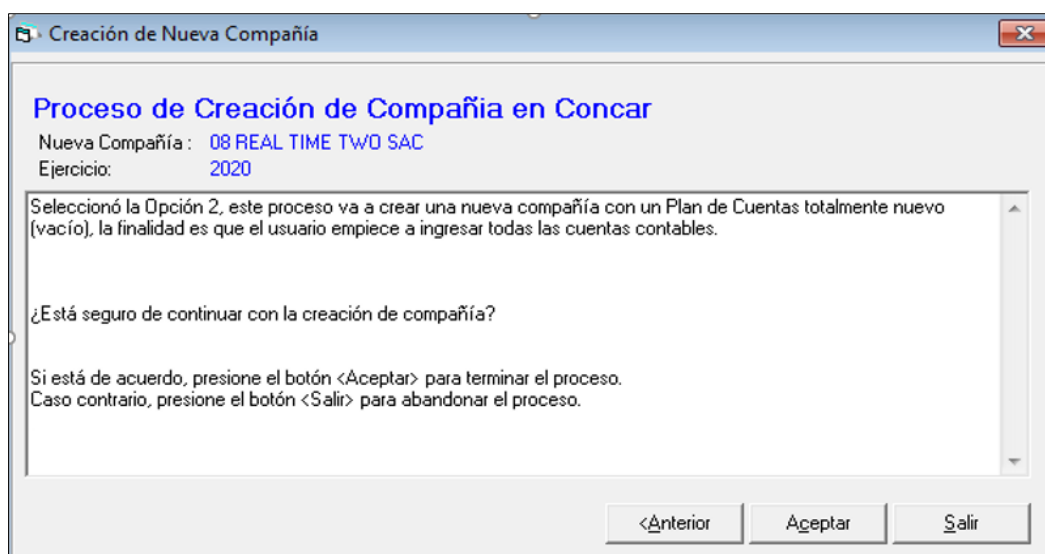 Creación de Nueva Compañía
Proceso de Creación de Compañia en Concar
Nueva Compañía : 08 REAL TIME TWO SAC
Ejercicio: 2020
Seleccionó la Opción 2, este proceso va a crear una nueva compañía con un Plan de Cuentas totalmente nuevo
(vacío), la finalidad es que el usuario empiece a ingresar todas las cuentas contables.
¿Está seguro de continuar con la creación de compañía?
Si está de acuerdo, presione el botón <Aceptar> para terminar el proceso.
Caso contrario, presione el botón <Salir> para abandonar el proceso.
<Anterior Aceptar Salir